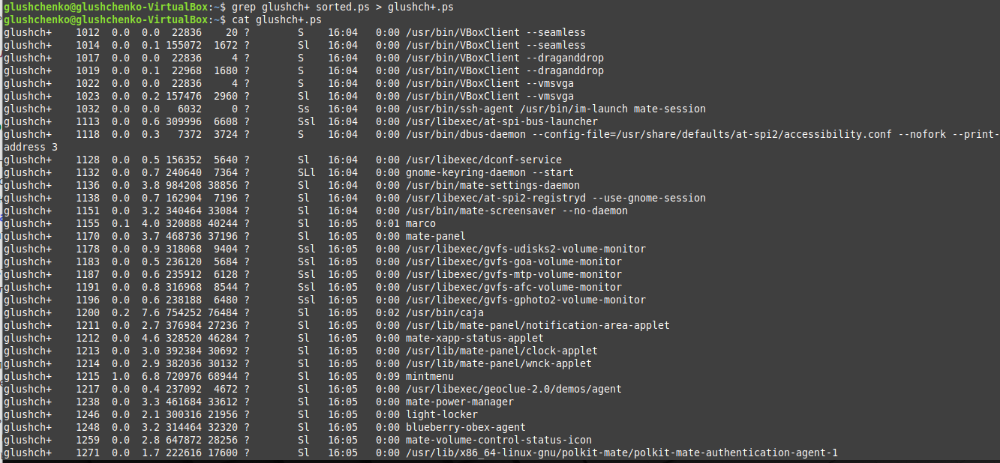 glushchenko@glushchenko-VirtualBox:~$ grep glushch+ sorted.ps > glushch+.ps
glushchenko@glushchenko-VirtualBox:~$ cat glushch+.ps
glushch+    1012  0.0  0.0  22836    20 ?        S    16:04   0:00 /usr/bin/VBoxClient --seamless
glushch+    1014  0.0  0.1 155072  1672 ?        Sl   16:04   0:00 /usr/bin/VBoxClient --seamless
glushch+    1017  0.0  0.0  22836     4 ?        S    16:04   0:00 /usr/bin/VBoxClient --draganddrop
glushch+    1019  0.0  0.1  22968  1680 ?        S    16:04   0:00 /usr/bin/VBoxClient --draganddrop
glushch+    1022  0.0  0.0  22836     4 ?        S    16:04   0:00 /usr/bin/VBoxClient --vmsvga
glushch+    1023  0.0  0.2 157476  2960 ?        Sl   16:04   0:00 /usr/bin/VBoxClient --vmsvga
glushch+    1032  0.0  0.0   6032     0 ?        Ss   16:04   0:00 /usr/bin/ssh-agent /usr/bin/im-launch mate-session
glushch+    1113  0.0  0.6 309996  6608 ?        Ssl  16:04   0:00 /usr/libexec/at-spi-bus-launcher
glushch+    1118  0.0  0.3   7372  3724 ?        S    16:04   0:00 /usr/bin/dbus-daemon --config-file=/usr/share/defaults/at-spi2/accessibility.conf --nofork --print-
address 3
glushch+    1128  0.0  0.5 156352  5640 ?        Sl   16:04   0:00 /usr/libexec/dconf-service
glushch+    1132  0.0  0.7 240640  7364 ?        SLl  16:04   0:00 gnome-keyring-daemon --start
glushch+    1136  0.0  3.8 984208 38856 ?        Sl   16:04   0:00 /usr/bin/mate-settings-daemon
glushch+    1138  0.0  0.7 162904  7196 ?        Sl   16:04   0:00 /usr/libexec/at-spi2-registryd --use-gnome-session
glushch+    1151  0.0  3.2 340464 33084 ?        Sl   16:04   0:00 /usr/bin/mate-screensaver --no-daemon
glushch+    1155  0.1  4.0 320888 40244 ?        Sl   16:05   0:01 marco
glushch+    1170  0.0  3.7 468736 37196 ?        Sl   16:05   0:00 mate-panel
glushch+    1178  0.0  0.9 318068  9404 ?        Ssl  16:05   0:00 /usr/libexec/gvfs-udisks2-volume-monitor
glushch+    1183  0.0  0.5 236120  5684 ?        Ssl  16:05   0:00 /usr/libexec/gvfs-goa-volume-monitor
glushch+    1187  0.0  0.6 235912  6128 ?        Ssl  16:05   0:00 /usr/libexec/gvfs-mtp-volume-monitor
glushch+    1191  0.0  0.8 316968  8544 ?        Ssl  16:05   0:00 /usr/libexec/gvfs-afc-volume-monitor
glushch+    1196  0.0  0.6 238188  6480 ?        Ssl  16:05   0:00 /usr/libexec/gvfs-gphoto2-volume-monitor
glushch+    1200  0.2  7.6 754252 76484 ?        Sl   16:05   0:02 /usr/bin/caja
glushch+    1211  0.0  2.7 376984 27236 ?        Sl   16:05   0:00 /usr/lib/mate-panel/notification-area-applet
glushch+    1212  0.0  4.6 328520 46284 ?        Sl   16:05   0:00 mate-xapp-status-applet
glushch+    1213  0.0  3.0 392384 30692 ?        Sl   16:05   0:00 /usr/lib/mate-panel/clock-applet
glushch+    1214  0.0  2.9 382036 30132 ?        Sl   16:05   0:00 /usr/lib/mate-panel/wnck-applet
glushch+    1215  1.0  6.8 720976 68944 ?        Sl   16:05   0:09 mintmenu
glushch+    1217  0.0  0.4 237092  4672 ?        Sl   16:05   0:00 /usr/libexec/geoclue-2.0/demos/agent
glushch+    1238  0.0  3.3 461684 33612 ?        Sl   16:05   0:00 mate-power-manager
glushch+    1246  0.0  2.1 300316 21956 ?        Sl   16:05   0:00 light-locker
glushch+    1248  0.0  3.2 314464 32320 ?        Sl   16:05   0:00 blueberry-obex-agent
glushch+    1259  0.0  2.8 647872 28256 ?        Sl   16:05   0:00 mate-volume-control-status-icon
glushch+    1271  0.0  1.7 222616 17600 ?        Sl   16:05   0:00 /usr/lib/x86_64-linux-gnu/polkit-mate/polkit-mate-authentication-agent-1